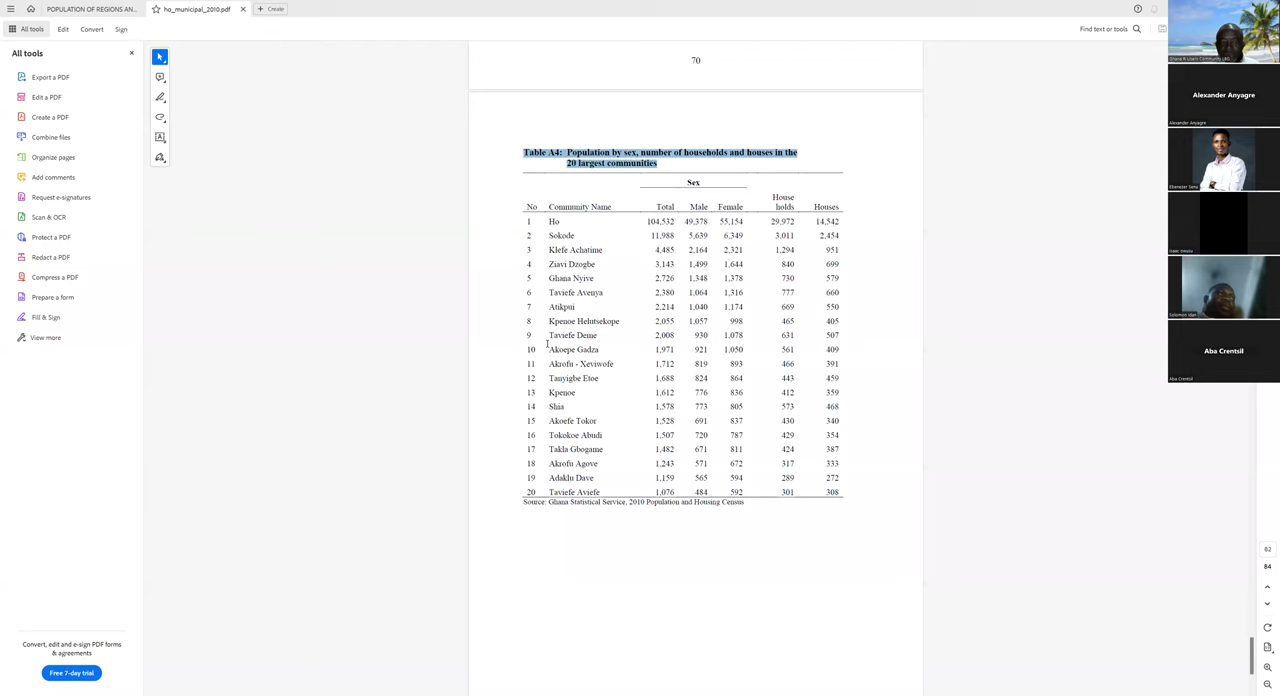 POPULATION OF REGIONS AN...
ho_municipal_2010.pdf
Create
All tools
Edit
Convert
Sign
Find text or tools
All tools
Export a PDF
Edit a PDF
Create a PDF
Combine files
Organize pages
Add comments
Request e-signatures
Scan & OCR
Protect a PDF
Redact a PDF
Compress a PDF
Prepare a form
Fill & Sign
View more
Convert, edit and e-sign PDF forms
& agreements
Free 7-day trial
70
Table A4: Population by sex, number of households and houses in the
20 largest communities
Sex
House
No Community Name Total Male Female holds Houses
1 Ho 104,532 49,378 55,154 29,972 14,542
2 Sokode 11,988 5,639 6,349 3,011 2,454
3 Klefe Achatime 4,485 2,164 2,321 1,294 951
4 Ziavi Dzogbe 3,143 1,499 1,644 840 699
5 Ghana Nyive 2,726 1,348 1,378 730 579
6 Taviefe Avenya 2,380 1,064 1,316 777 660
7 Atikpui 2,214 1,040 1,174 669 550
8 Kpenoe Helutsekope 2,055 1,057 998 465 405
9 Taviefe Deme 2,008 930 1,078 631 507
10 Akoepe Gadza 1,971 921 1,050 561 409
11 Akrofu - Xeviwofe 1,712 819 893 466 391
12 Tanyigbe Etoe 1,688 824 864 443 459
13 Kpenoe 1,612 776 836 412 359
14 Shia 1,578 773 805 573 468
15 Akoefe Tokor 1,528 691 837 430 340
16 Tokokoe Abudi 1,507 720 787 429 354
17 Takla Gbogame 1,482 671 811 424 387
18 Akrofu Agove 1,243 571 672 317 333
19 Adaklu Dave 1,159 565 594 289 272
20 Taviefe Aviefe 1,076 484 592 301 308
Source: Ghana Statistical Service, 2010 Population and Housing Census
82
84
Ghana R Users Community LBG
Alexander Anyagre
Alexander Anyagre
Aba Crentsil
Aba Crentsil